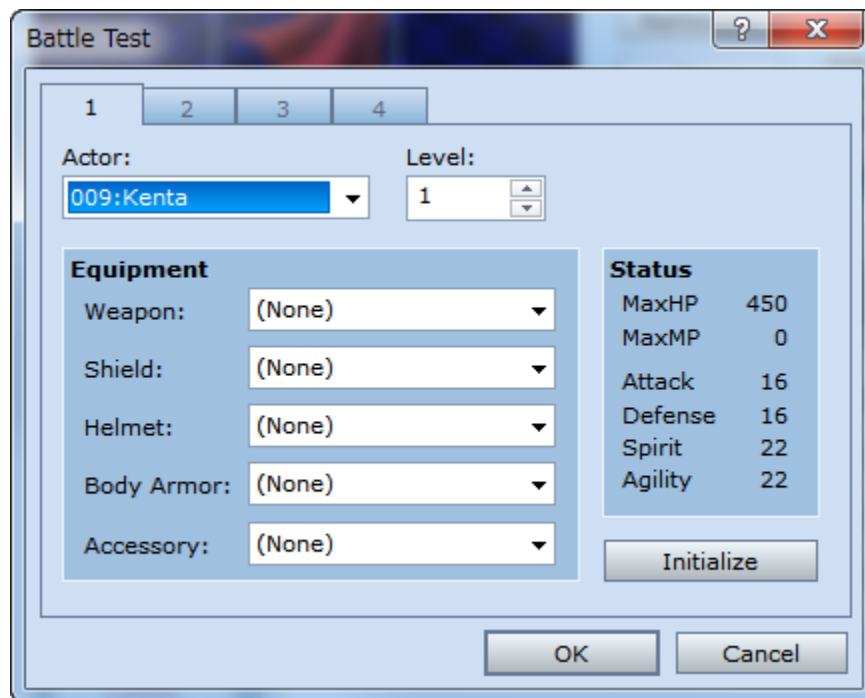 Battle Test
?
X
1 2 3 4
Actor: Level:
009:Kenta 1
Equipment
Weapon: (None)
Shield: (None)
Helmet: (None)
Body Armor: (None)
Accessory: (None)
Status
MaxHP 450
MaxMP 0
Attack 16
Defense 16
Spirit 22
Agility 22
Initialize
OK Cancel